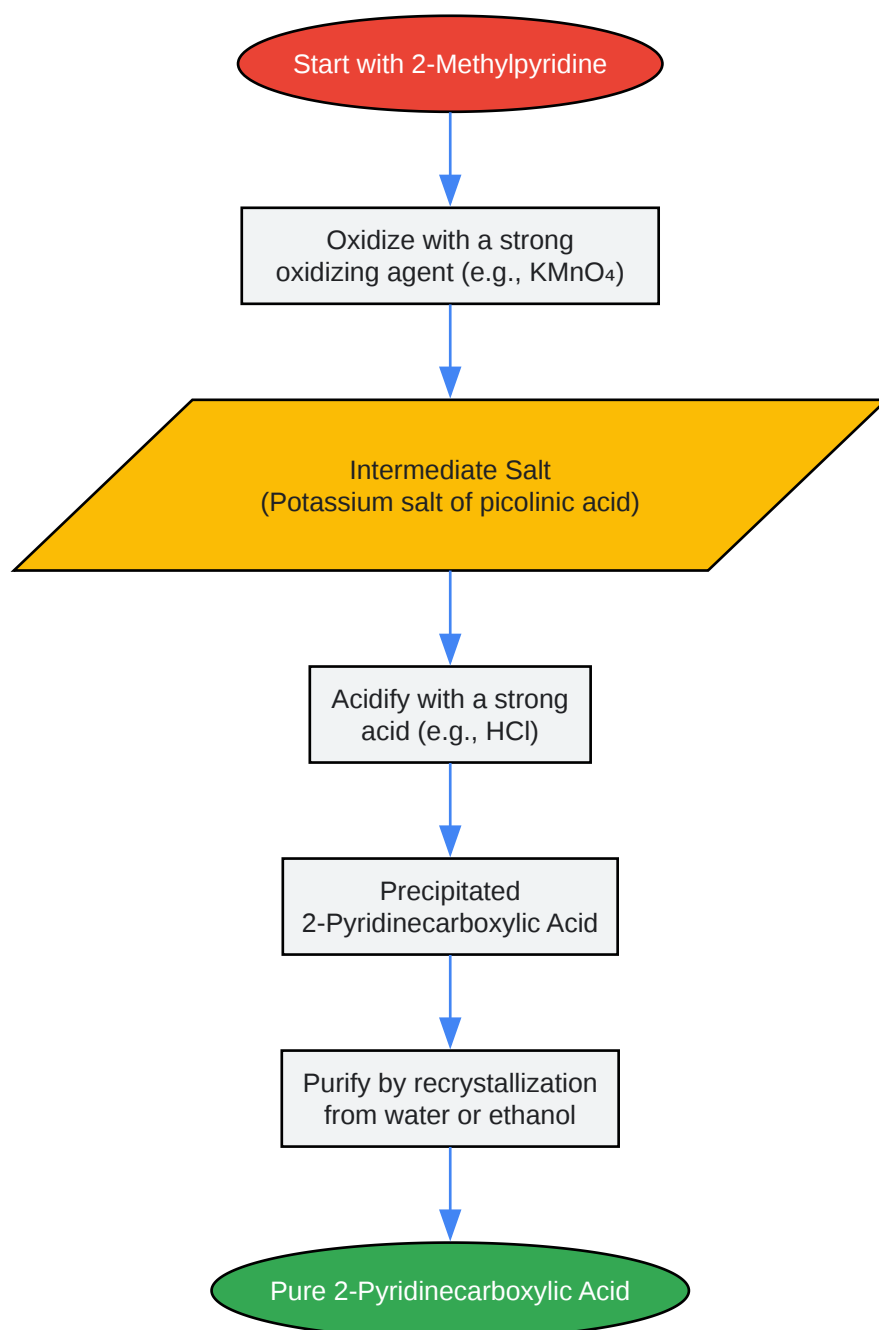 Start with 2-Methylpyridine
Oxidize with a strong
oxidizing agent (e.g., KMnO₄)
Intermediate Salt
(Potassium salt of picolinic acid)
Acidify with a strong
acid (e.g., HCl)
Precipitated
2-Pyridinecarboxylic Acid
Purify by recrystallization
from water or ethanol
Pure 2-Pyridinecarboxylic Acid